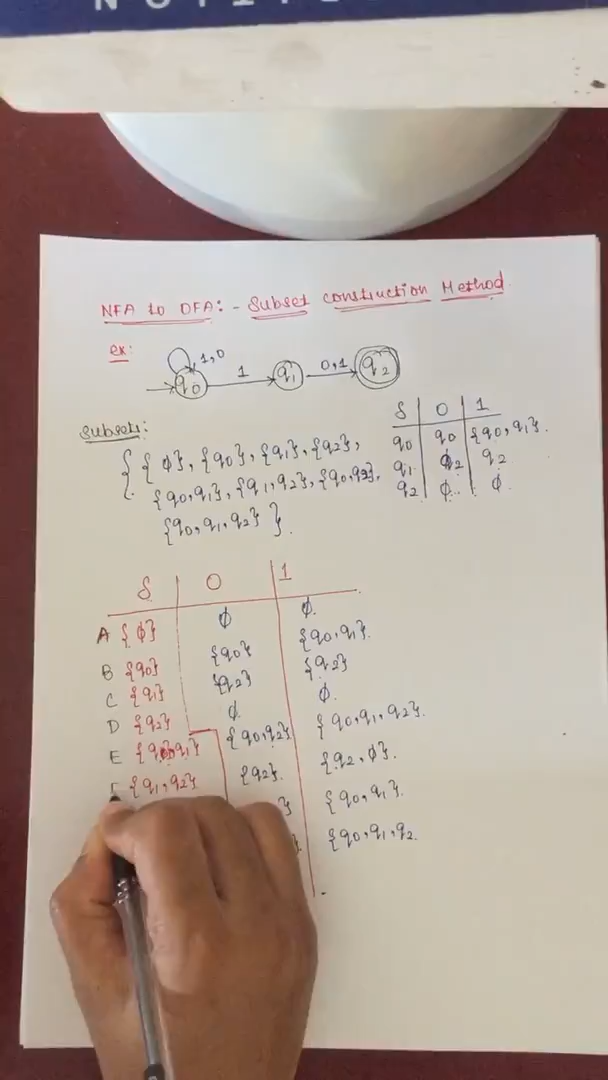 NFA to DFA:- Subset construction Method
ex:
1,0
q0 1 q1 0,1 q2
Subsets:
{ {ϕ}, {q0}, {q1}, {q2},
{q0,q1}, {q1,q2}, {q0,q2},
{q0,q1,q2} }.
δ 0 1
q0 q0 {q0,q1}.
q1. q2 q2
q2 ϕ. ϕ.
δ 0 1
A {ϕ} ϕ ϕ.
B {q0} {q0} {q0,q1}.
C {q1} {q2} {q2}
D {q2} ϕ. ϕ.
E {q0,q1} {q0,q2} {q0,q1,q2}.
{q1,q2} {q2}. {q2,ϕ}.
} {q0,q1}.
}. {q0,q1,q2.